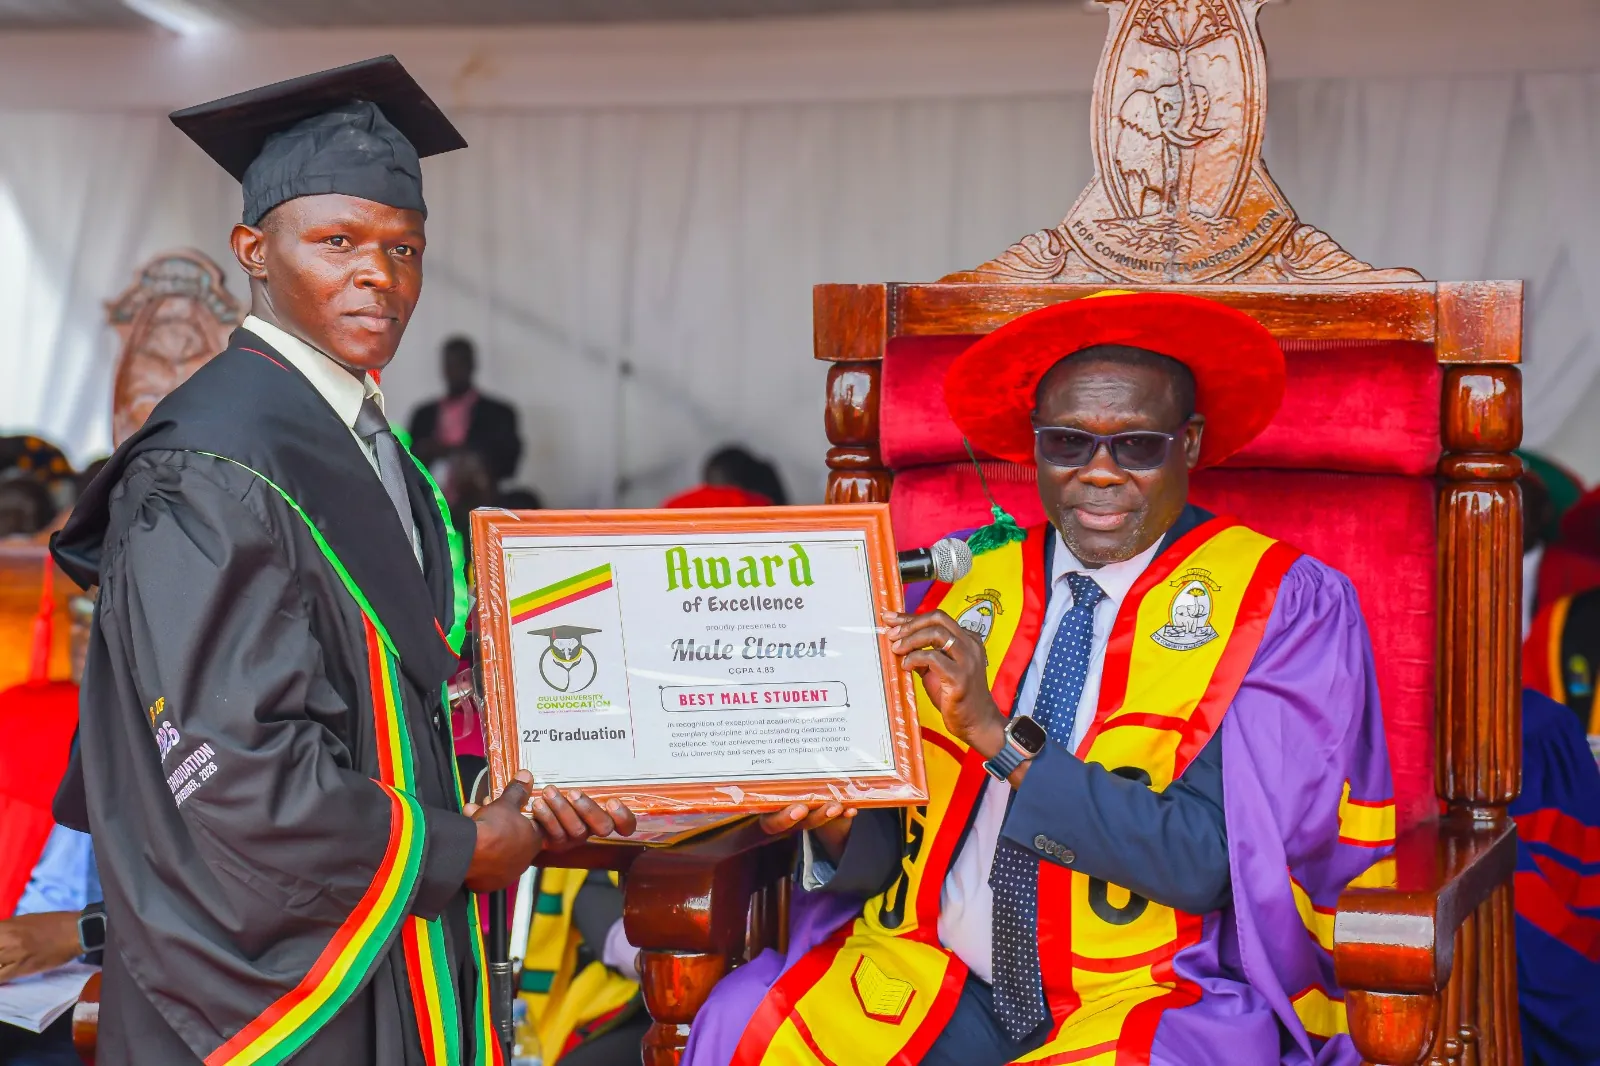 FOR COMMUNITY TRANSFORMATION
Award
of Excellence
proudly presented to
Male Elenest
CGPA 4.83
BEST MALE STUDENT
In recognition of exceptional academic performance,
exemplary discipline and outstanding dedication to
excellence. Your achievement reflects great honor to
Gulu University and serves as an inspiration to your
peers.
GULU UNIVERSITY
CONVOCATION
22nd Graduation
OF
GRADUATION